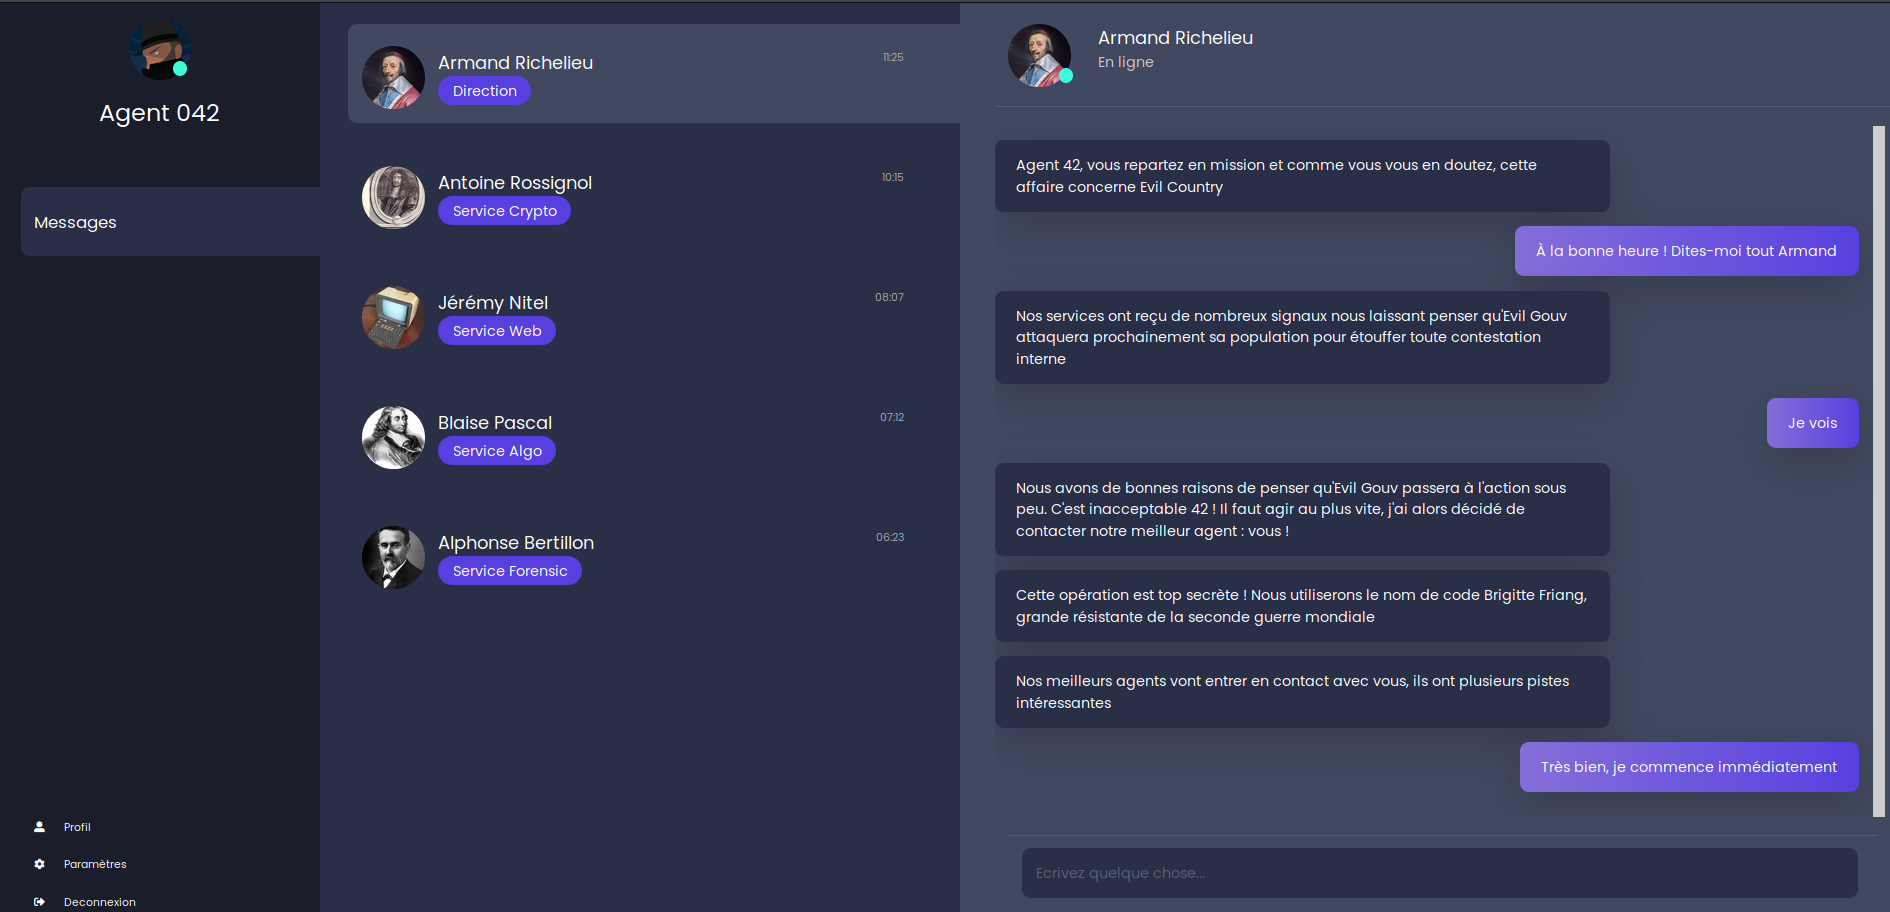 Agent 042
Messages
Profil
Paramètres
Deconnexion
Armand Richelieu
11:25
Direction
Antoine Rossignol
10:15
Service Crypto
Jérémy Nitel
08:07
Service Web
Blaise Pascal
07:12
Service Algo
Alphonse Bertillon
06:23
Service Forensic
Armand Richelieu
En ligne
Agent 42, vous repartez en mission et comme vous vous en doutez, cette
affaire concerne Evil Country
À la bonne heure ! Dites-moi tout Armand
Nos services ont reçu de nombreux signaux nous laissant penser qu'Evil Gouv
attaquera prochainement sa population pour étouffer toute contestation
interne
Je vois
Nous avons de bonnes raisons de penser qu'Evil Gouv passera à l'action sous
peu. C'est inacceptable 42 ! Il faut agir au plus vite, j'ai alors décidé de
contacter notre meilleur agent : vous !
Cette opération est top secrète ! Nous utiliserons le nom de code Brigitte Friang,
grande résistante de la seconde guerre mondiale
Nos meilleurs agents vont entrer en contact avec vous, ils ont plusieurs pistes
intéressantes
Très bien, je commence immédiatement
Ecrivez quelque chose...